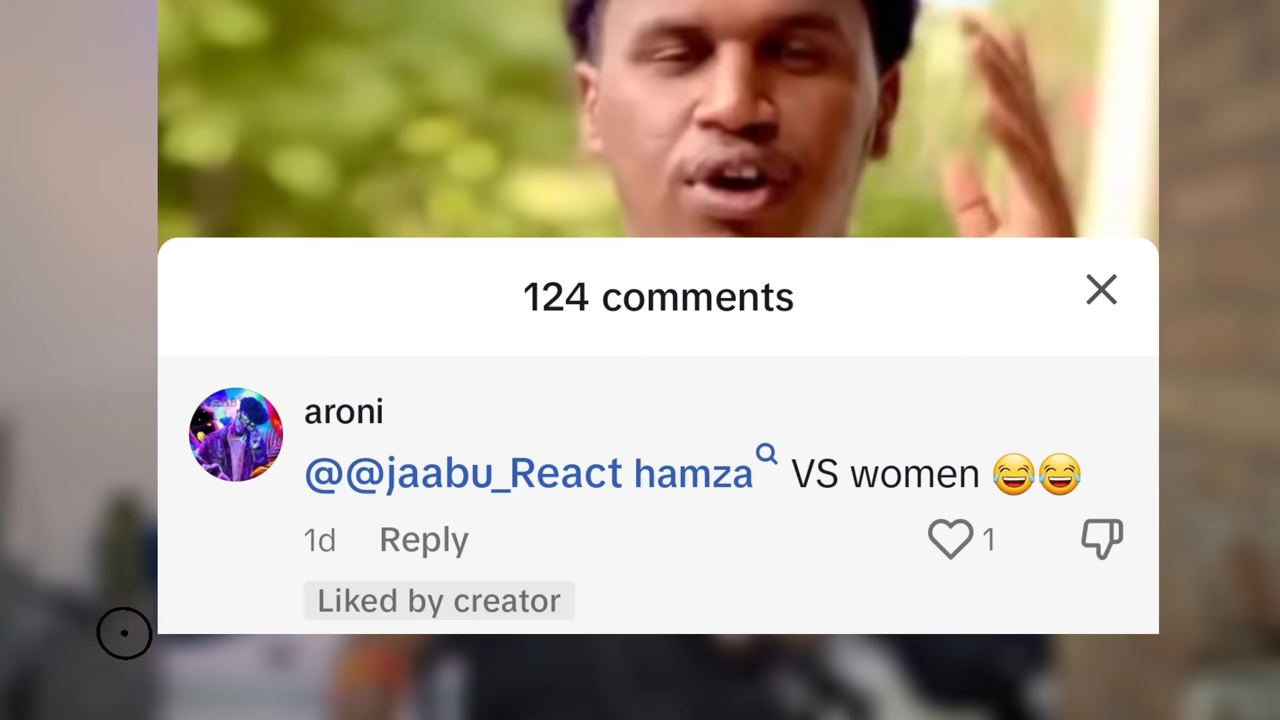 124 comments
aroni
@@jaabu_React hamza VS women 😂😂
1d Reply 1
Liked by creator